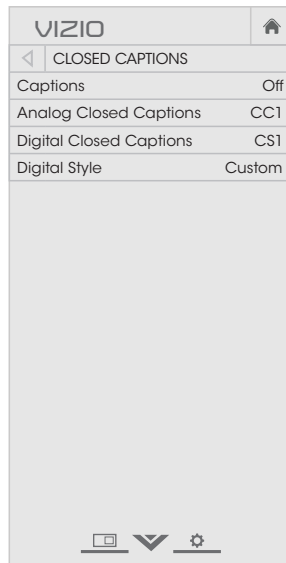 VIZIO
CLOSED CAPTIONS
Captions Off
Analog Closed Captions CC1
Digital Closed Captions CS1
Digital Style Custom